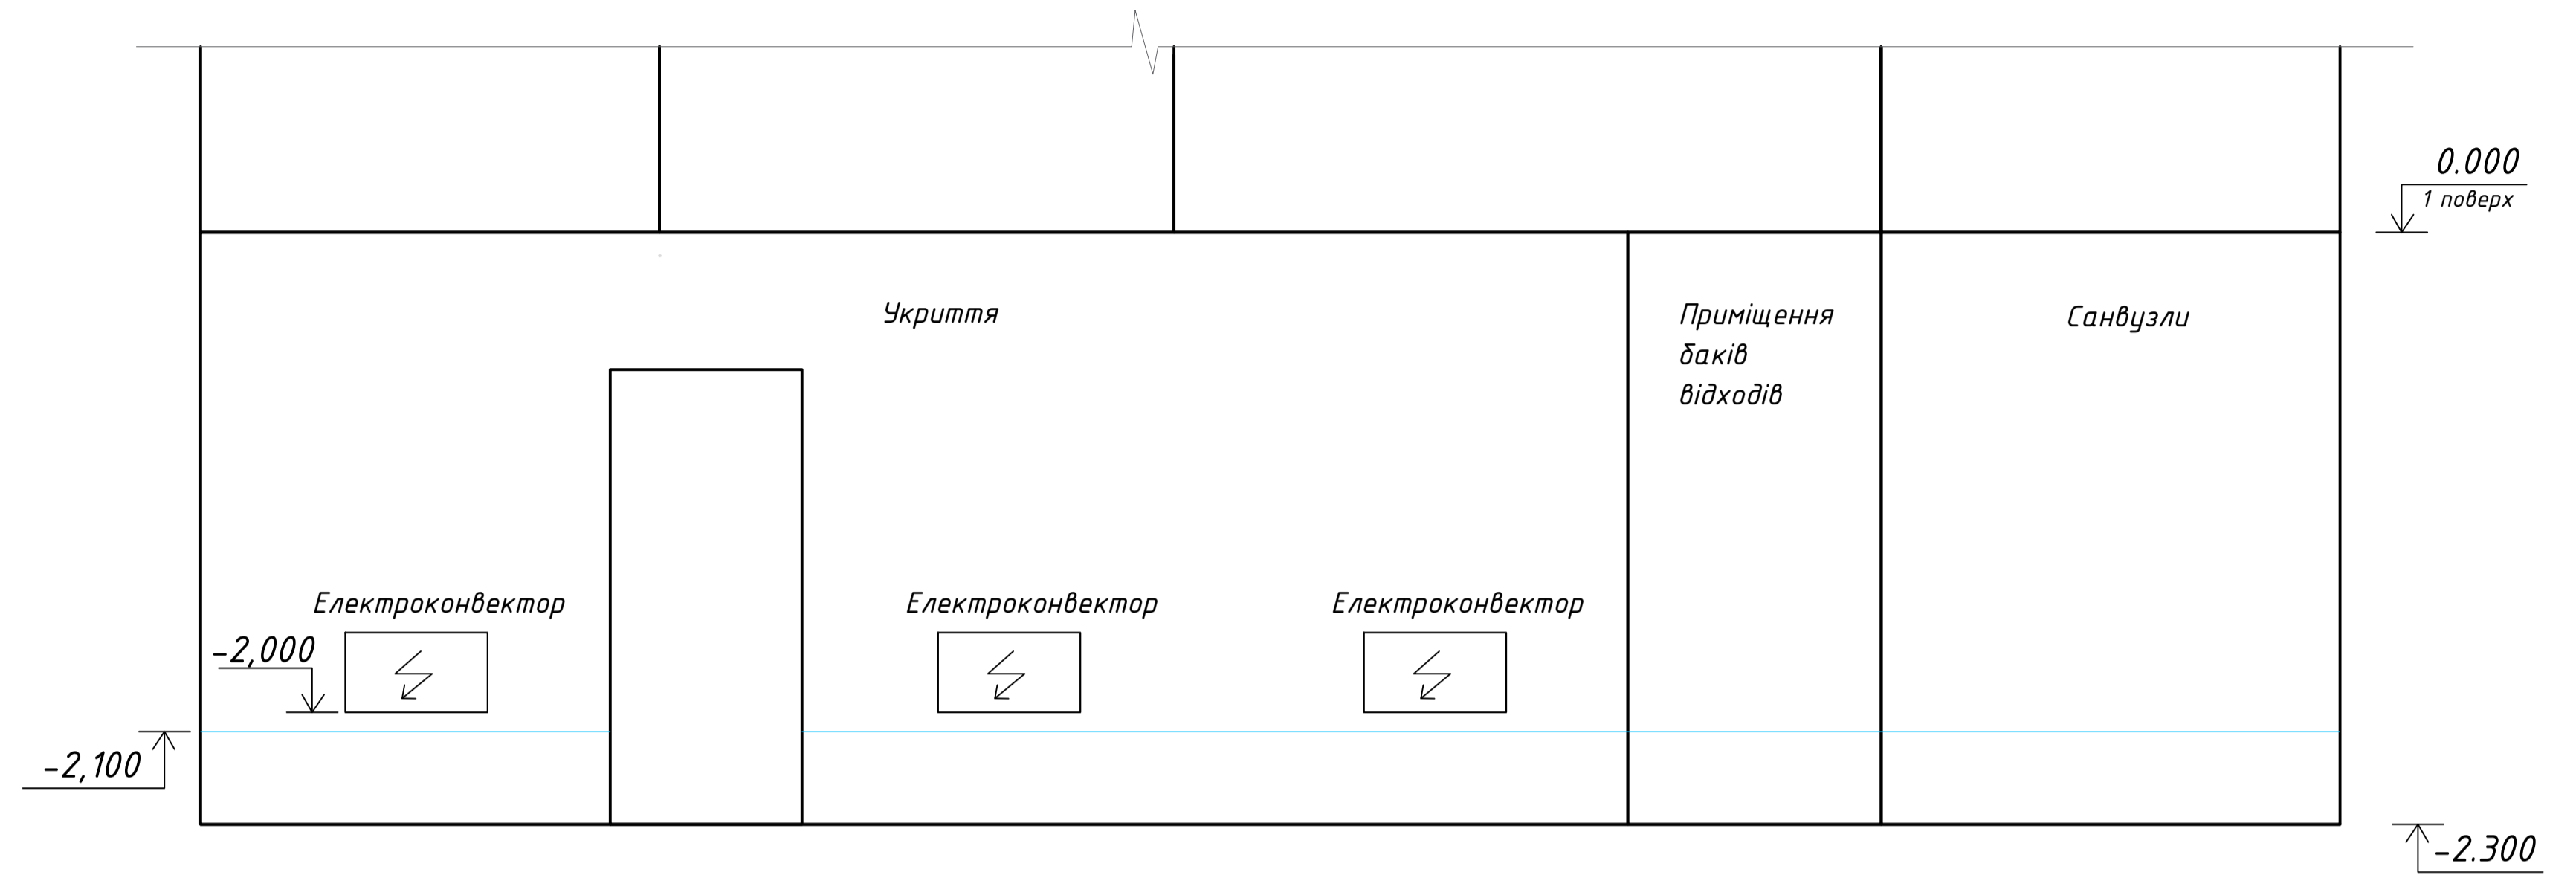 0.000
1 поверх
Укриття
Приміщення
баків
відходів
Санвузли
Електроконвектор
Електроконвектор
Електроконвектор
-2,000
-2,100
-2.300